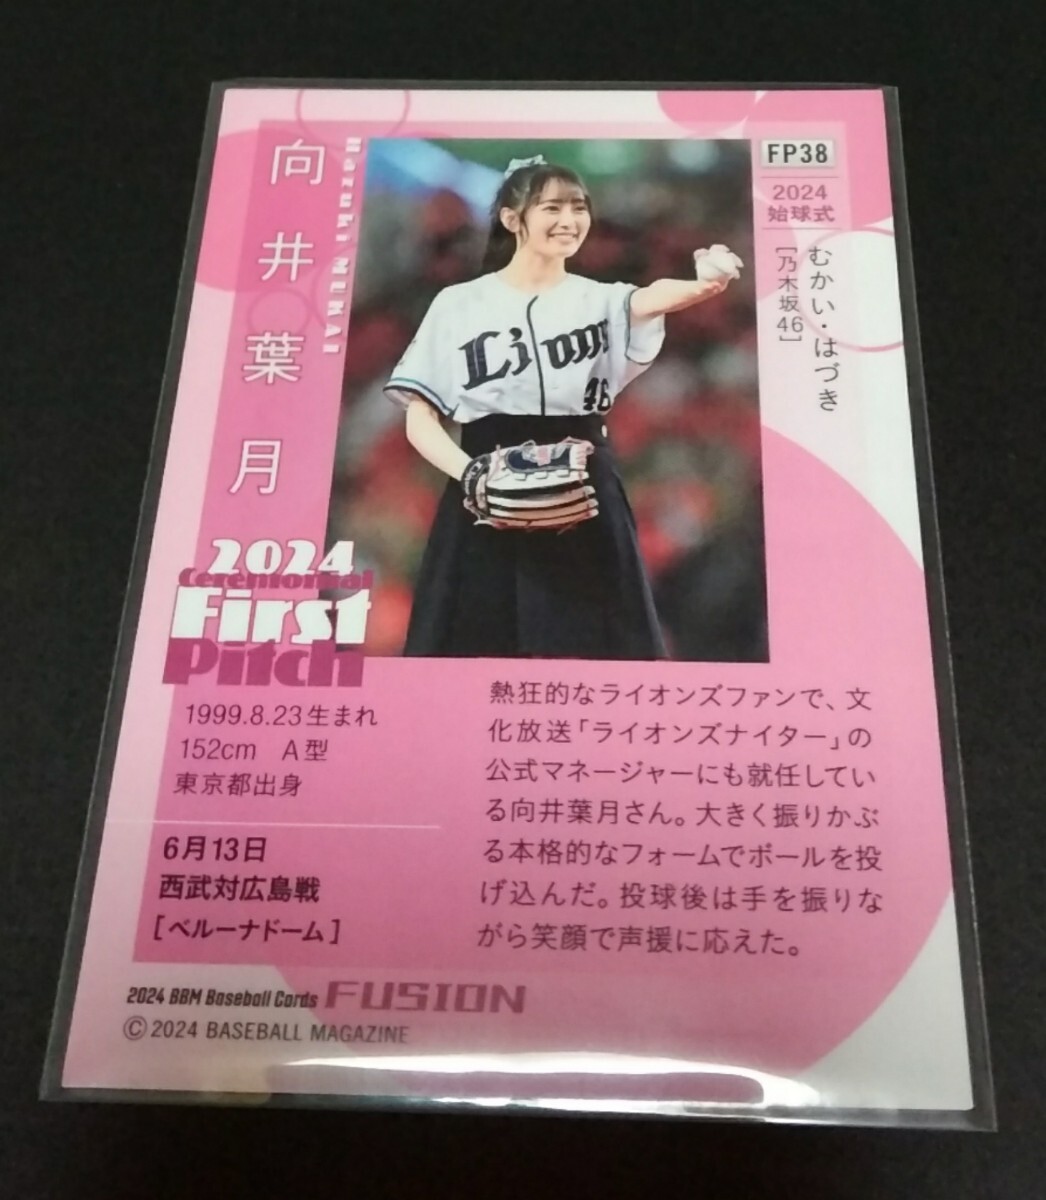 向井葉月
Hazuki MUKAI
FP38
2024
始球式
むかい・はづき
[乃木坂46]
Lions
46
2024
Ceremonial
First
Pitch
1999.8.23生まれ
152cm A型
東京都出身
6月13日
西武対広島戦
[ベルーナドーム]
熱狂的なライオンズファンで、文
化放送「ライオンズナイター」の
公式マネージャーにも就任してい
る向井葉月さん。大きく振りかぶ
る本格的なフォームでボールを投
げ込んだ。投球後は手を振りな
がら笑顔で声援に応えた。
2024 BBM Baseball Cards FUSION
© 2024 BASEBALL MAGAZINE